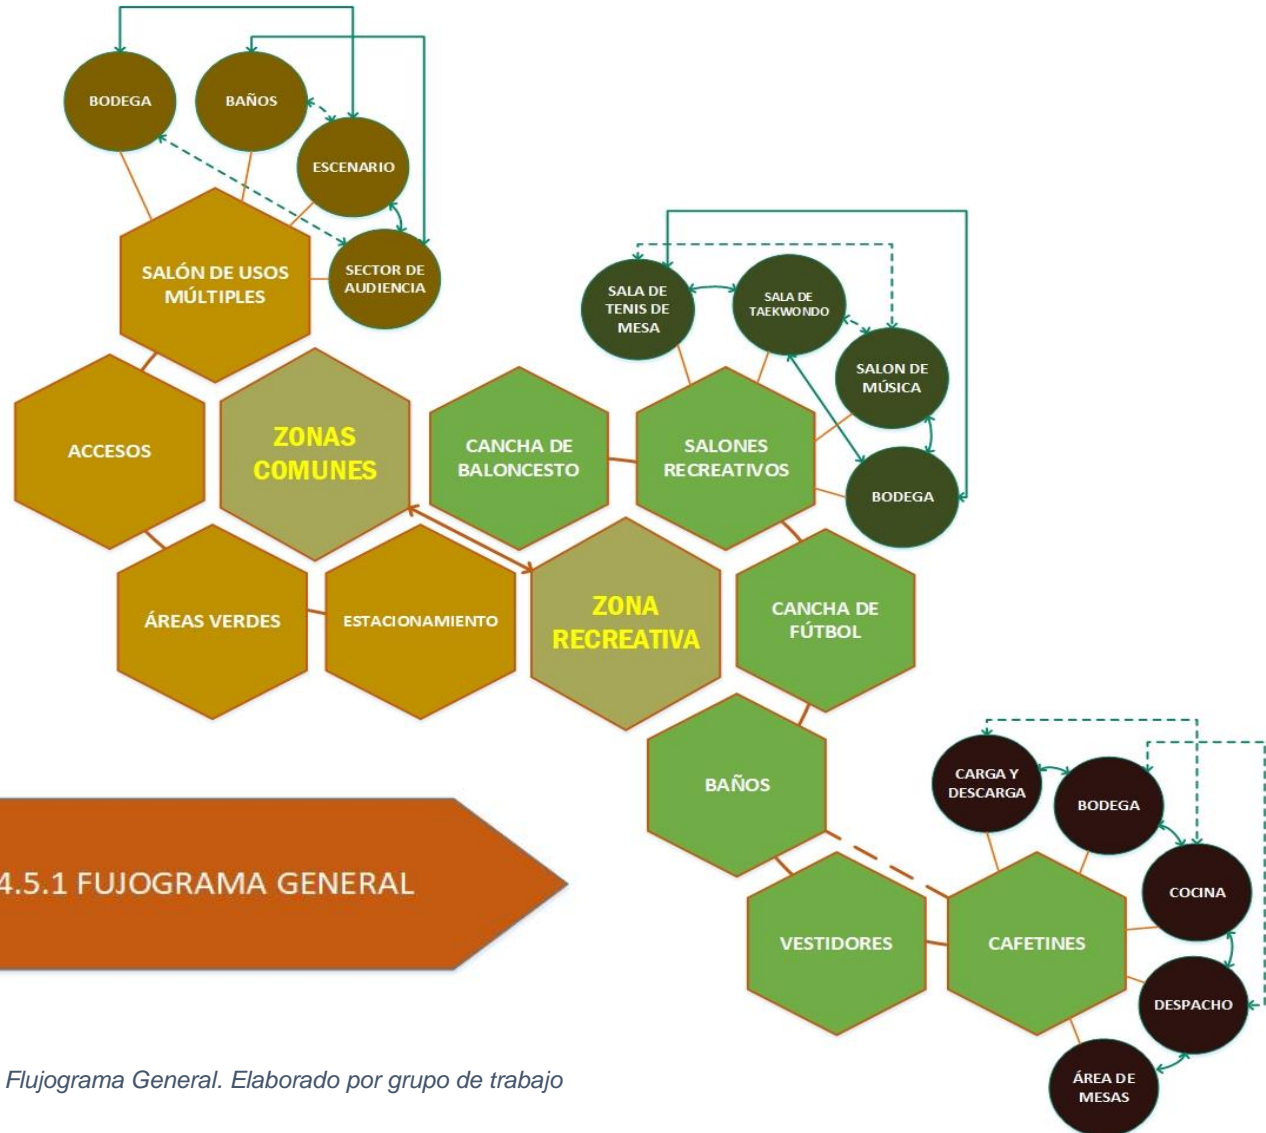 BODEGA
BAÑOS
ESCENARIO
SECTOR DE
AUDIENCIA
SALÓN DE USOS
MÚLTIPLES
ACCESOS
ZONAS
COMUNES
ÁREAS VERDES
ESTACIONAMIENTO
SALA DE
TENIS DE
MESA
SALA DE
TAEKWONDO
SALON DE
MÚSICA
BODEGA
CANCHA DE
BALONCESTO
SALONES
RECREATIVOS
ZONA
RECREATIVA
CANCHA DE
FÚTBOL
BAÑOS
VESTIDORES
CAFETINES
CARGA Y
DESCARGA
BODEGA
COCINA
DESPACHO
ÁREA DE
MESAS
4.5.1 FUJOGRAMA GENERAL
Flujograma General. Elaborado por grupo de trabajo